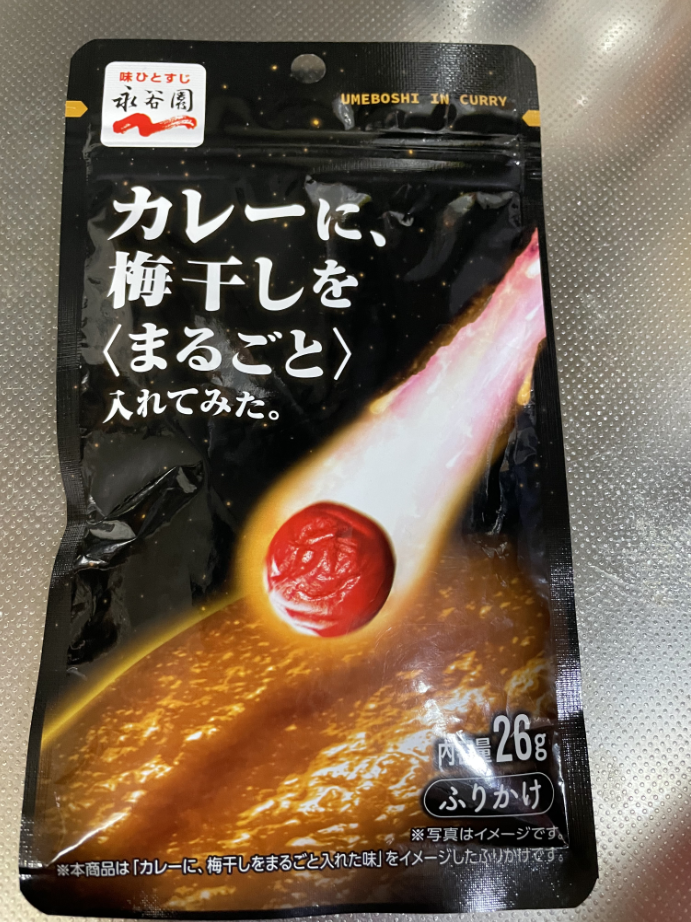 味ひとすじ
永谷園
UMEBOSHI IN CURRY
カレーに、
梅干しを
〈まるごと〉
入れてみた。
内容量26g
ふりかけ
※写真はイメージです。
※本商品は「カレーに、梅干しをまるごと入れた味」をイメージしたふりかけです。